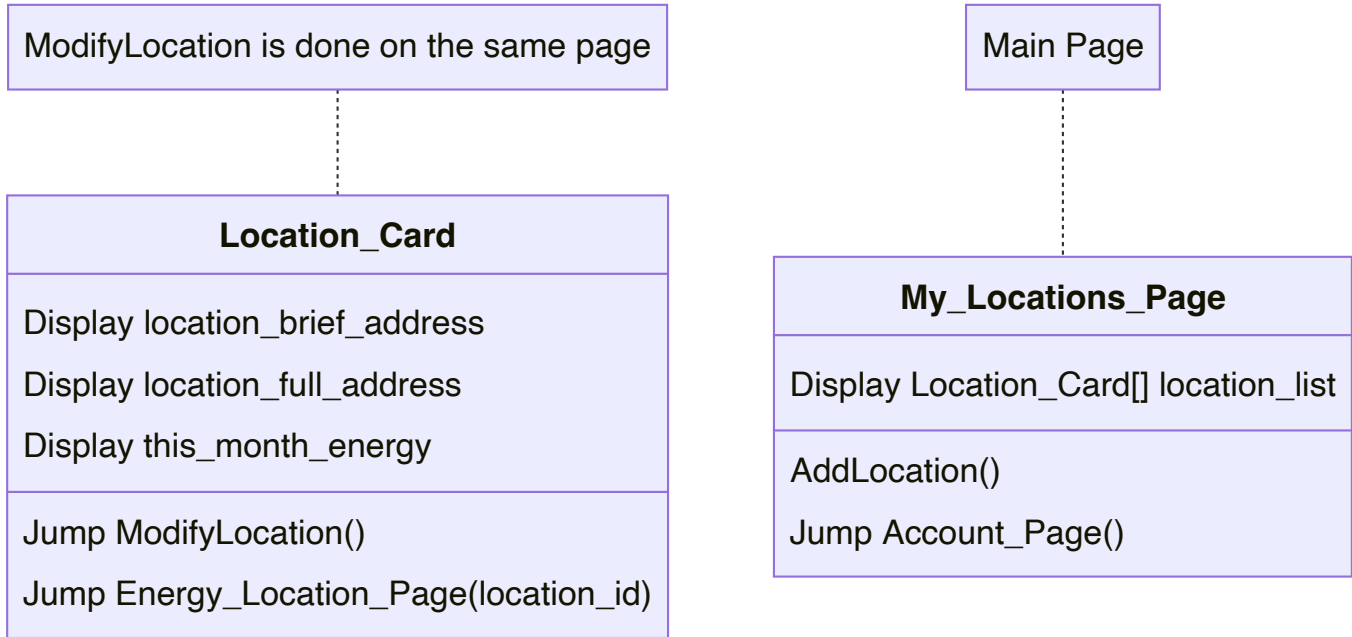 ModifyLocation is done on the same page
Location_Card
Display location_brief_address
Display location_full_address
Display this_month_energy
Jump ModifyLocation()
Jump Energy_Location_Page(location_id)
Main Page
My_Locations_Page
Display Location_Card[] location_list
AddLocation()
Jump Account_Page()